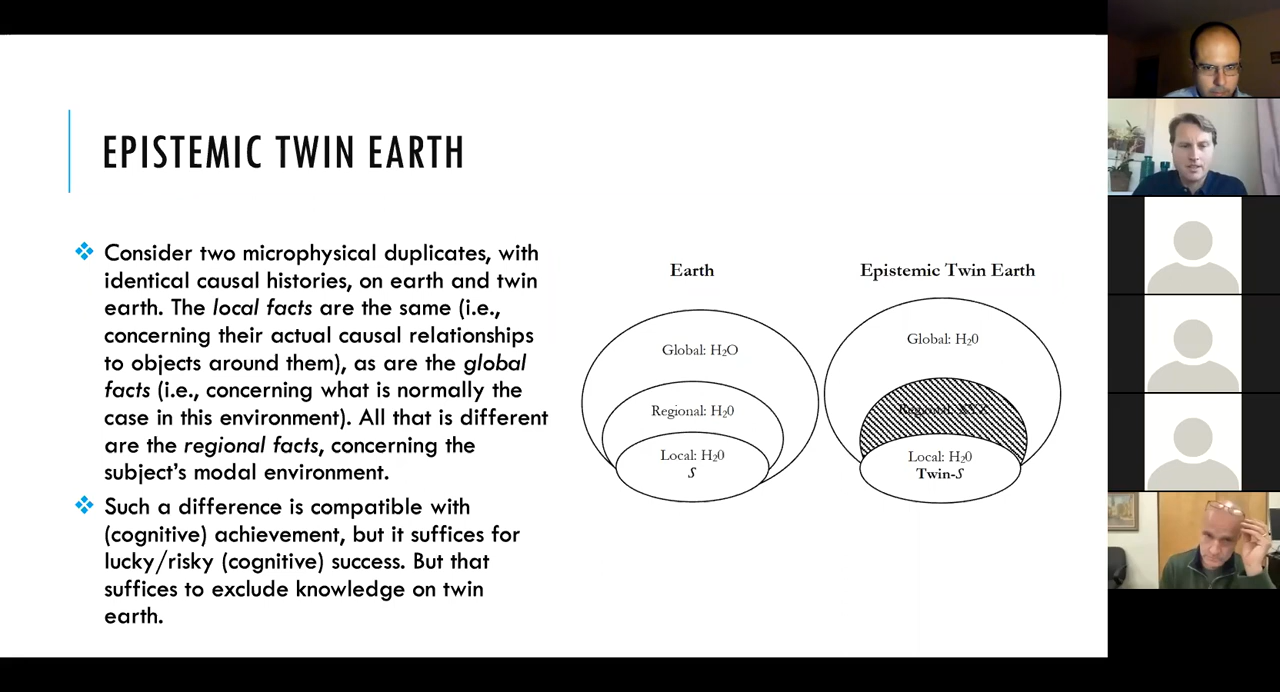 EPISTEMIC TWIN EARTH
❖ Consider two microphysical duplicates, with
identical causal histories, on earth and twin
earth. The local facts are the same (i.e.,
concerning their actual causal relationships
to objects around them), as are the global
facts (i.e., concerning what is normally the
case in this environment). All that is different
are the regional facts, concerning the
subject's modal environment.
❖ Such a difference is compatible with
(cognitive) achievement, but it suffices for
lucky/risky (cognitive) success. But that
suffices to exclude knowledge on twin
earth.
Earth
Global: H₂O
Regional: H₂0
Local: H₂0
S
Epistemic Twin Earth
Global: H₂0
Regional: XYZ
Local: H₂0
Twin-S